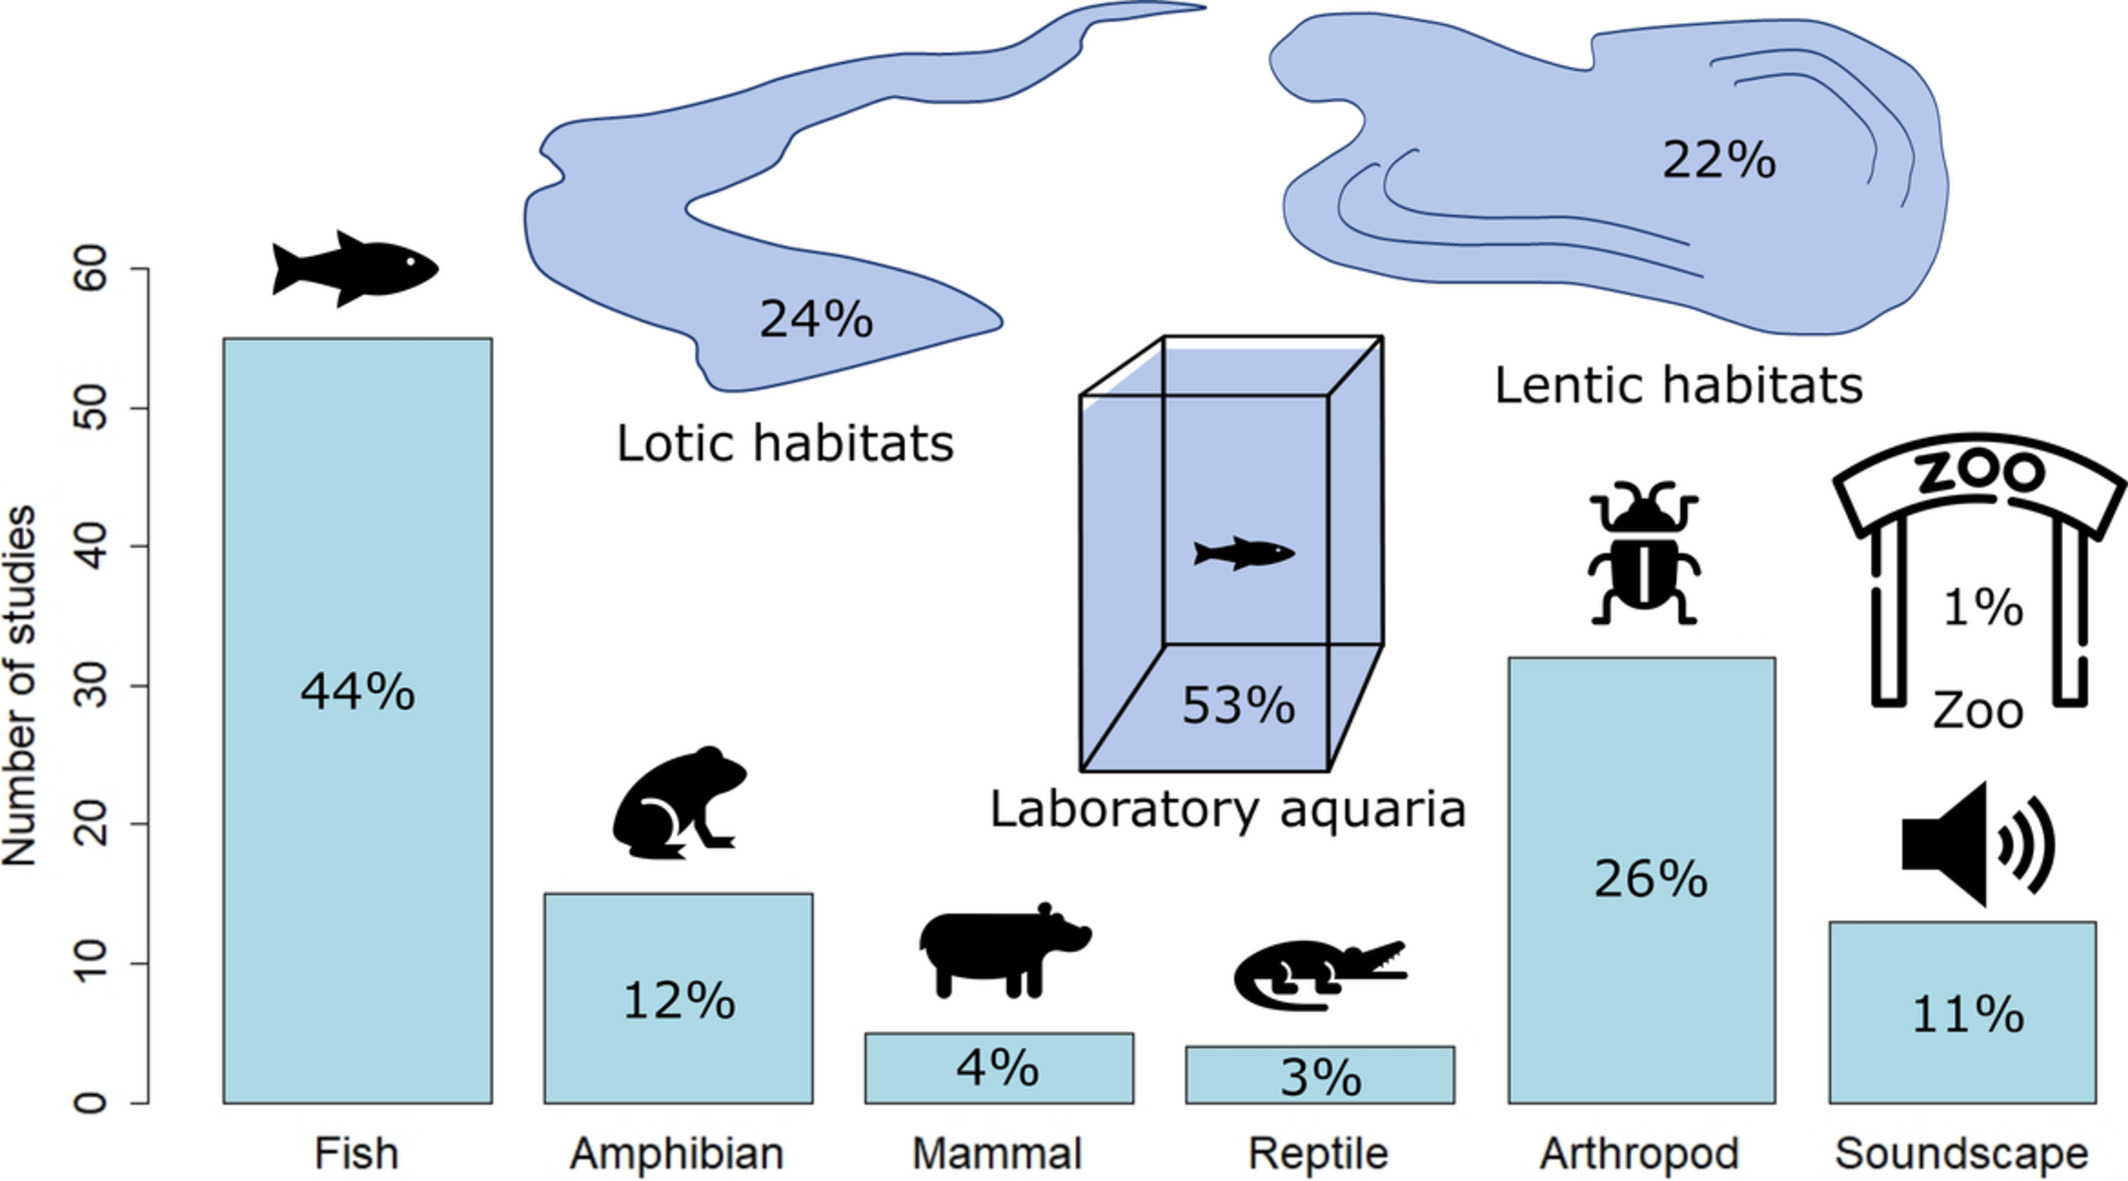 22%
24%
Lotic habitats
Lentic habitats
ZOO
1%
Zoo
53%
Laboratory aquaria
Number of studies
60
50
40
30
20
10
0
44%
12%
4%
3%
26%
11%
Fish
Amphibian
Mammal
Reptile
Arthropod
Soundscape